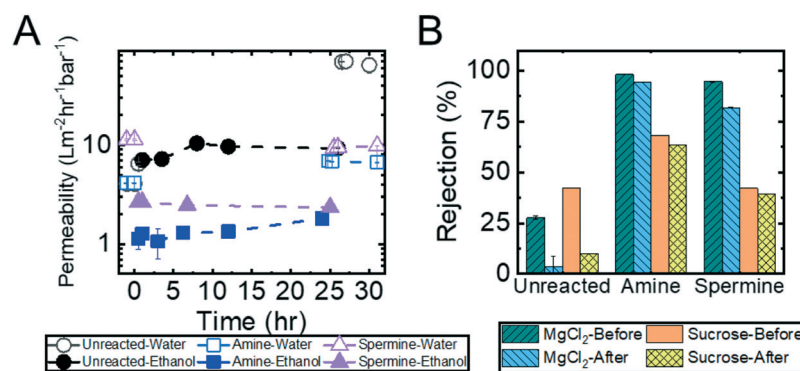 A
Permeability (Lm⁻²hr⁻¹bar⁻¹)
10
1
0 5 10 15 20 25 30
Time (hr)
Unreacted-Water Amine-Water Spermine-Water
Unreacted-Ethanol Amine-Ethanol Spermine-Ethanol
B
Rejection (%)
100
75
50
25
0
Unreacted Amine Spermine
MgCl₂-Before Sucrose-Before
MgCl₂-After Sucrose-After